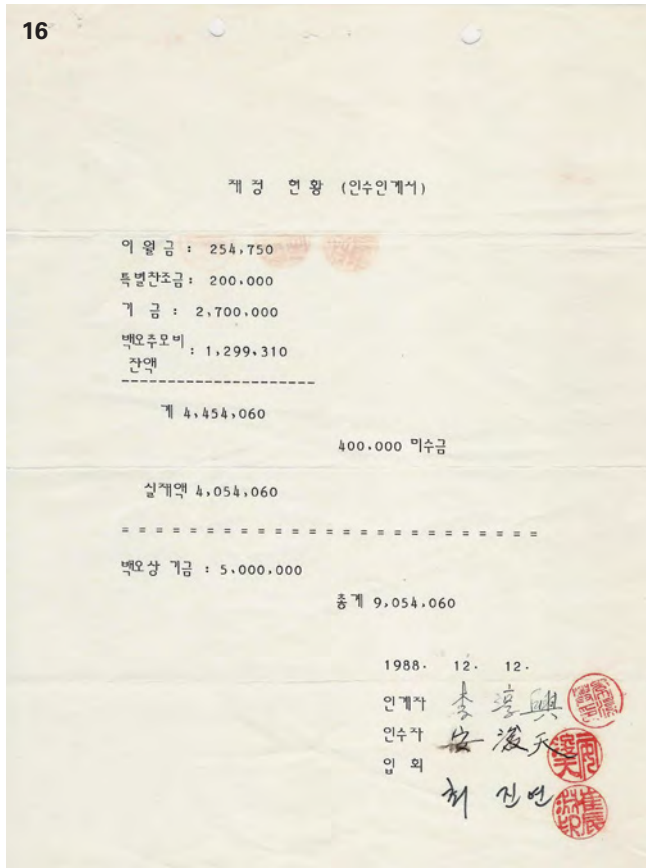 16
재정 현황 (인수인계서)
이 월 금 : 254,750
특별찬조금 : 200,000
기 금 : 2,700,000
백오추모비 : 1,299,310
잔액
---------------------
계 4,454,060
400,000 미수금
실재액 4,054,060
= = = = = = = = = = = = = = = = = = = = = = = = =
백오상 기금 : 5,000,000
총계 9,054,060
1988. 12. 12.
인계자 李淳興
인수자 安浚天
입 회
최진연